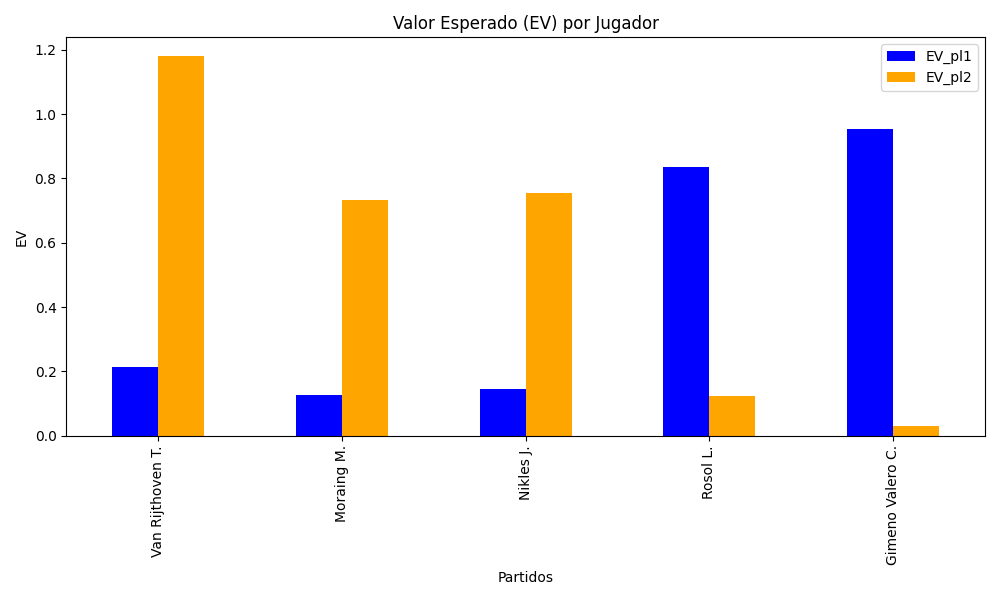 Valor Esperado (EV) por Jugador
EV_pl1
EV_pl2
EV
1.2
1.0
0.8
0.6
0.4
0.2
0.0
Van Rijthoven T.
Moraing M.
Nikles J.
Rosol L.
Gimeno Valero C.
Partidos